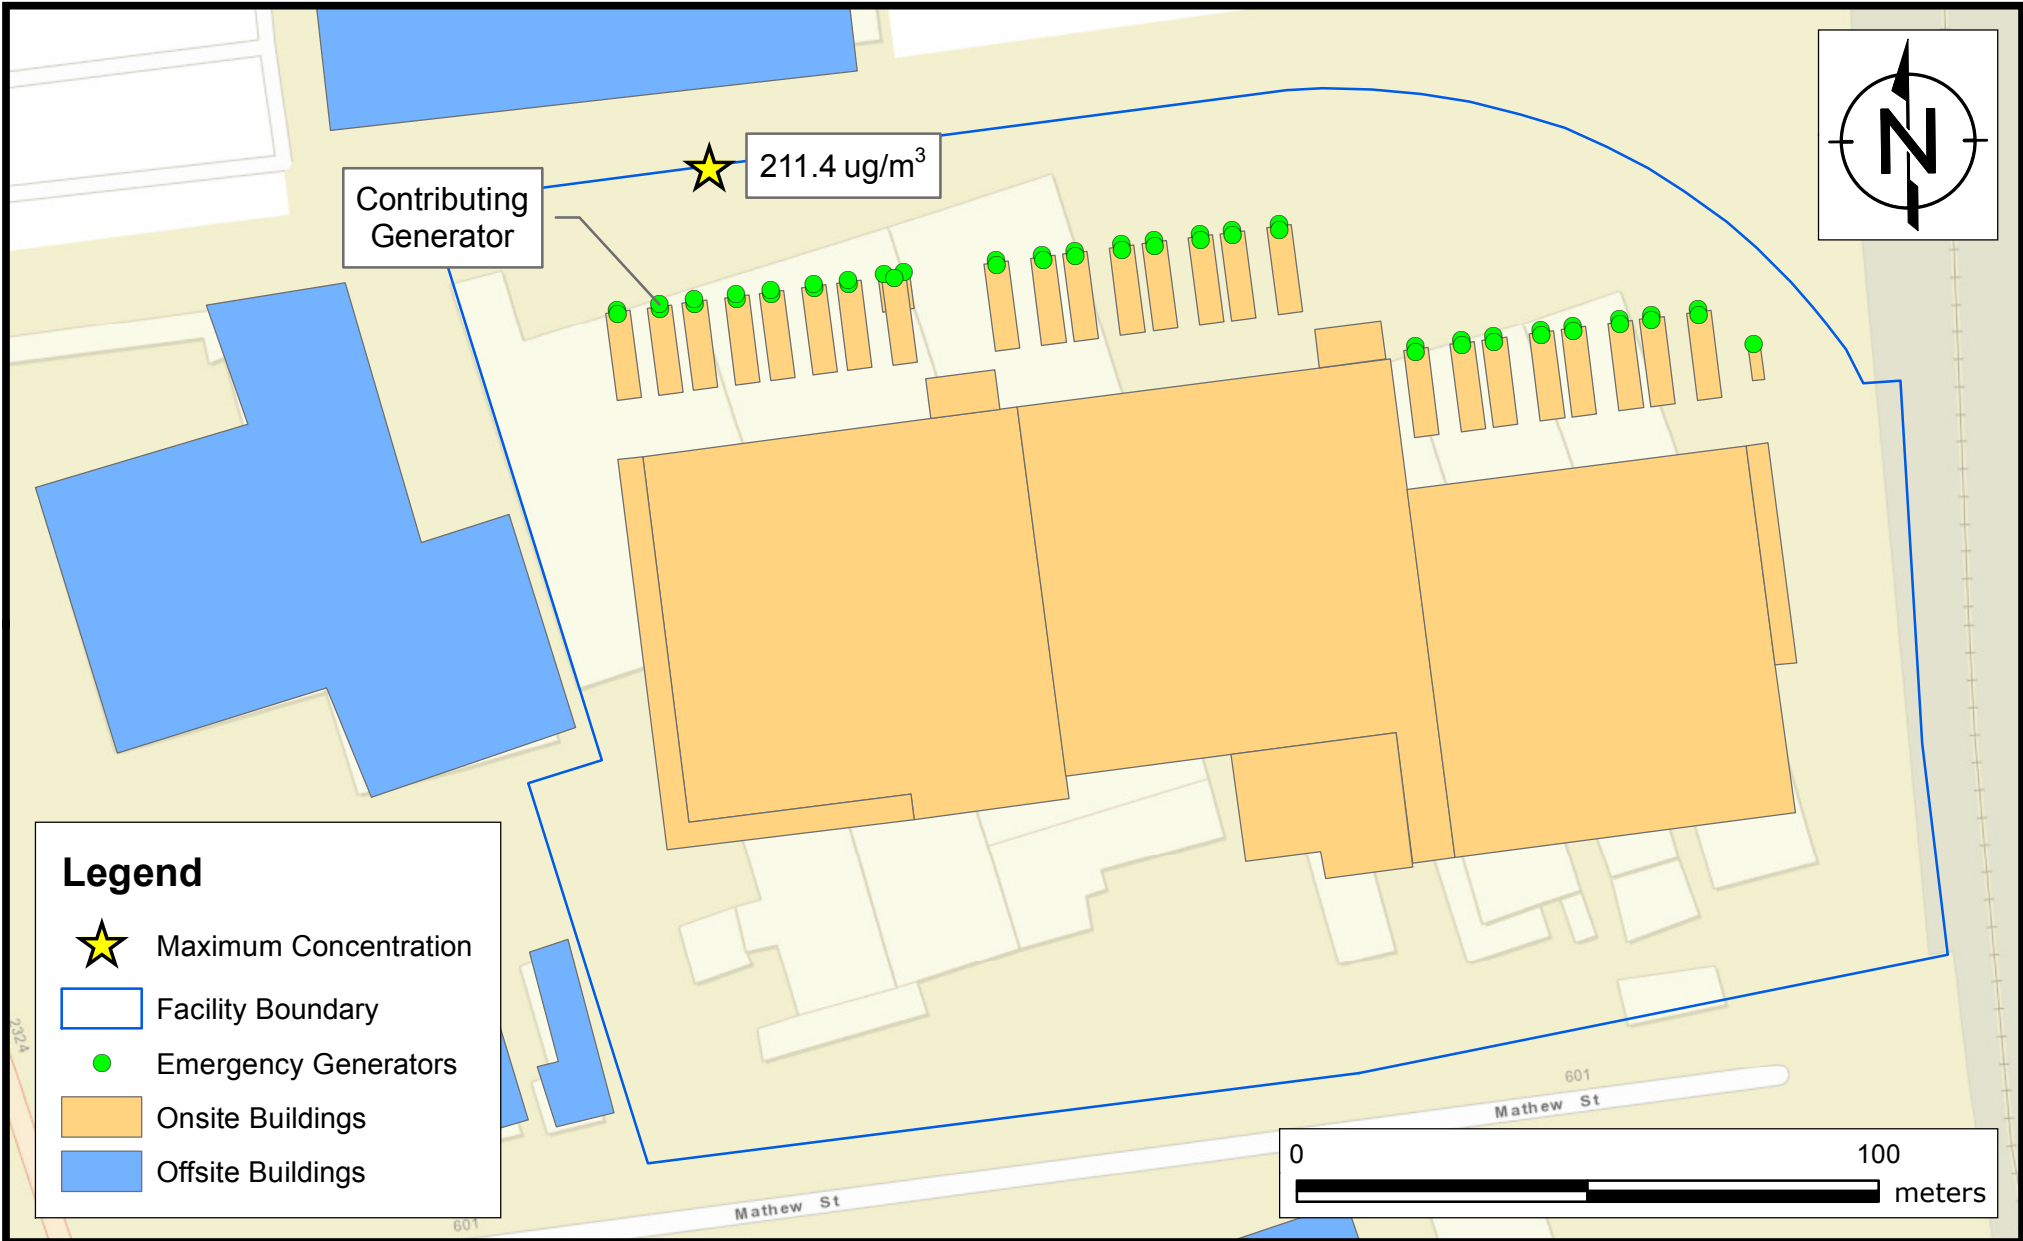 N
211.4 ug/m³
Contributing
Generator
Legend
Maximum Concentration
Facility Boundary
Emergency Generators
Onsite Buildings
Offsite Buildings
2324
601
Mathew St
601
Mathew St
0 100
meters